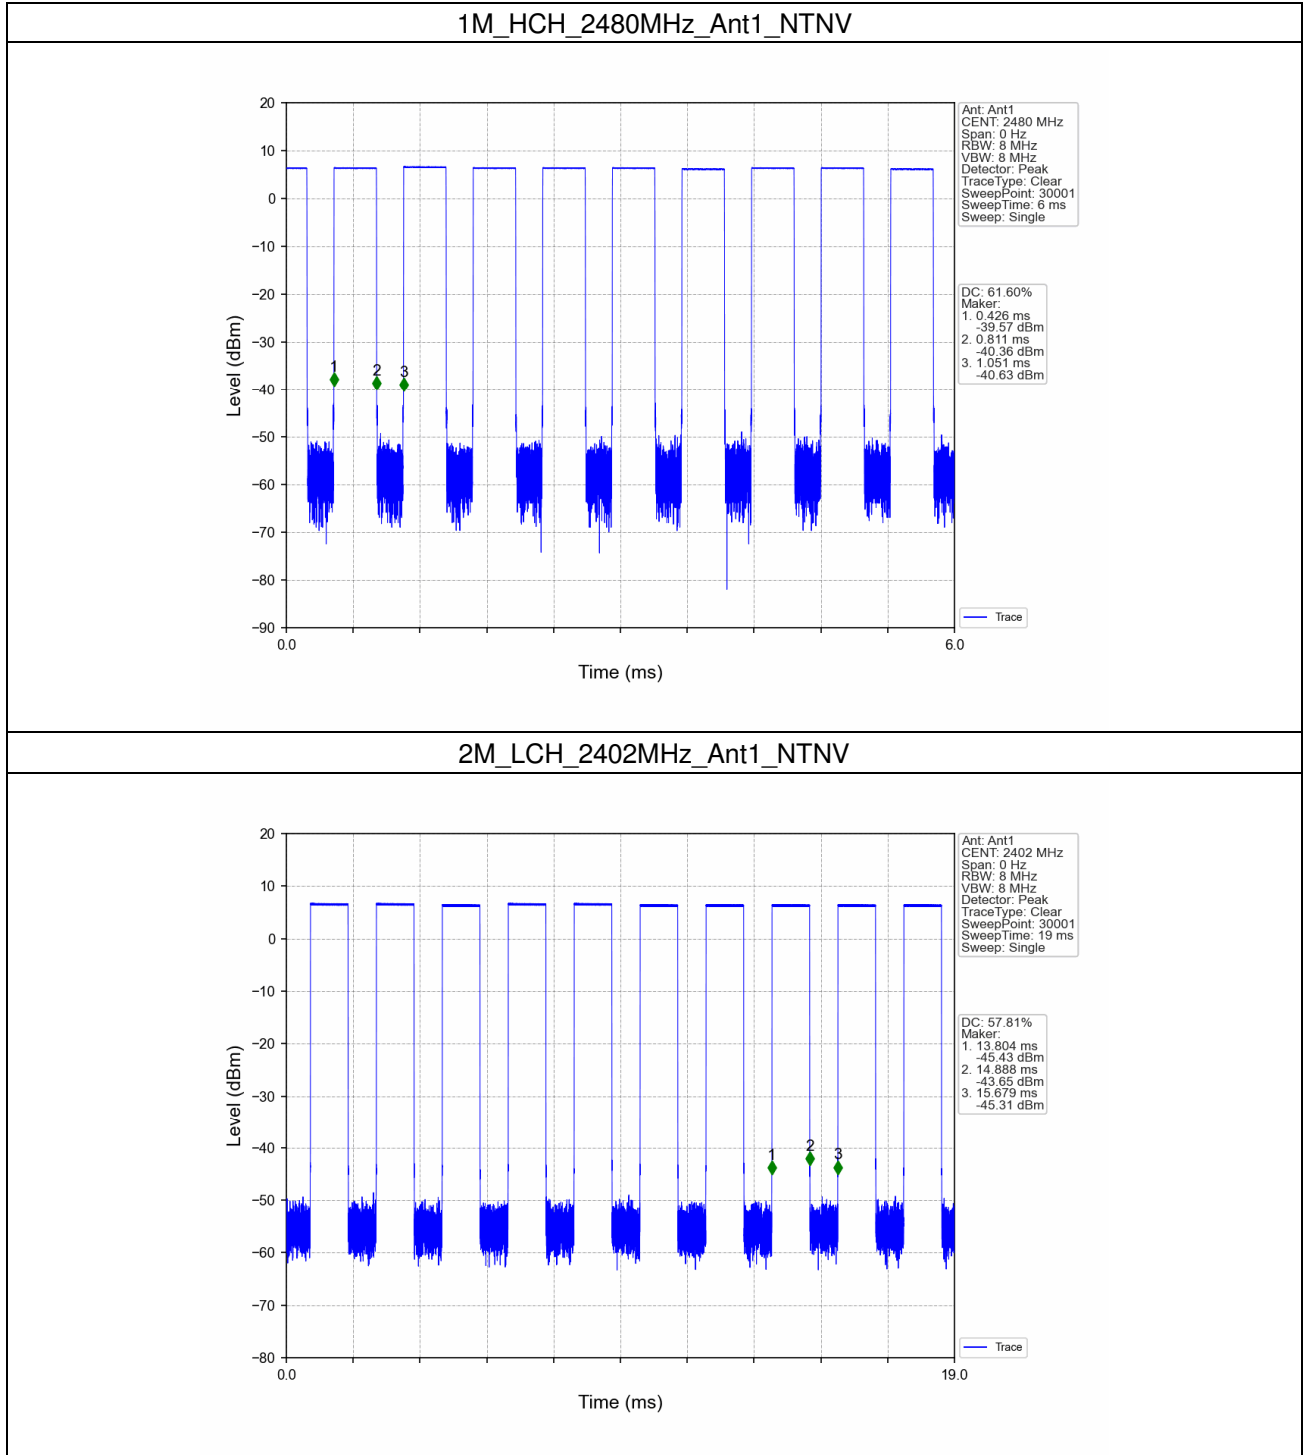 1M_HCH_2480MHz_Ant1_NTNV
20
10
0
−10
−20
−30
−40
−50
−60
−70
−80
−90
Level (dBm)
1
2
3
0.0
6.0
Time (ms)
Ant: Ant1
CENT: 2480 MHz
Span: 0 Hz
RBW: 8 MHz
VBW: 8 MHz
Detector: Peak
TraceType: Clear
SweepPoint: 30001
SweepTime: 6 ms
Sweep: Single
DC: 61.60%
Maker:
1. 0.426 ms
-39.57 dBm
2. 0.811 ms
-40.36 dBm
3. 1.051 ms
-40.63 dBm
Trace
2M_LCH_2402MHz_Ant1_NTNV
20
10
0
−10
−20
−30
−40
−50
−60
−70
−80
Level (dBm)
1
2
3
0.0
19.0
Time (ms)
Ant: Ant1
CENT: 2402 MHz
Span: 0 Hz
RBW: 8 MHz
VBW: 8 MHz
Detector: Peak
TraceType: Clear
SweepPoint: 30001
SweepTime: 19 ms
Sweep: Single
DC: 57.81%
Maker:
1. 13.804 ms
-45.43 dBm
2. 14.888 ms
-43.65 dBm
3. 15.679 ms
-45.31 dBm
Trace